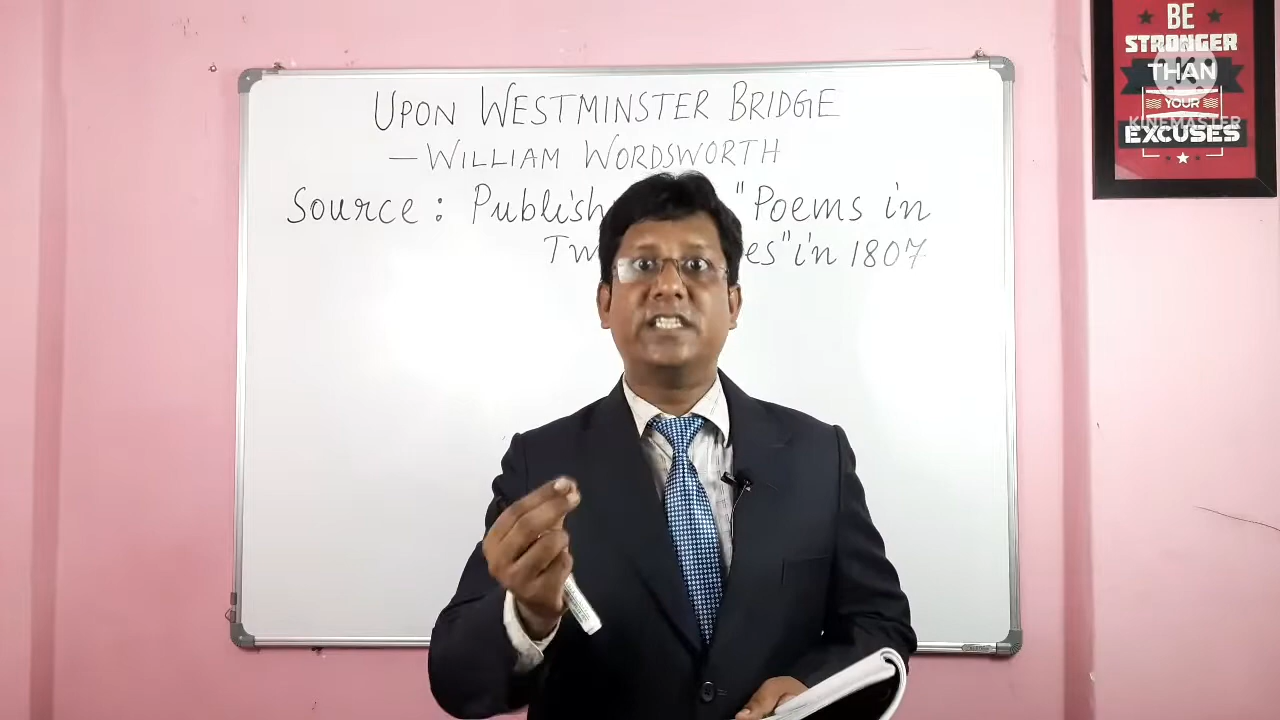 UPON WESTMINSTER BRIDGE
– WILLIAM WORDSWORTH
Source: Publish "Poems in
Tw es" in 1807
BE
STRONGER
THAN
YOUR
EXCUSES
K
KINEMASTER